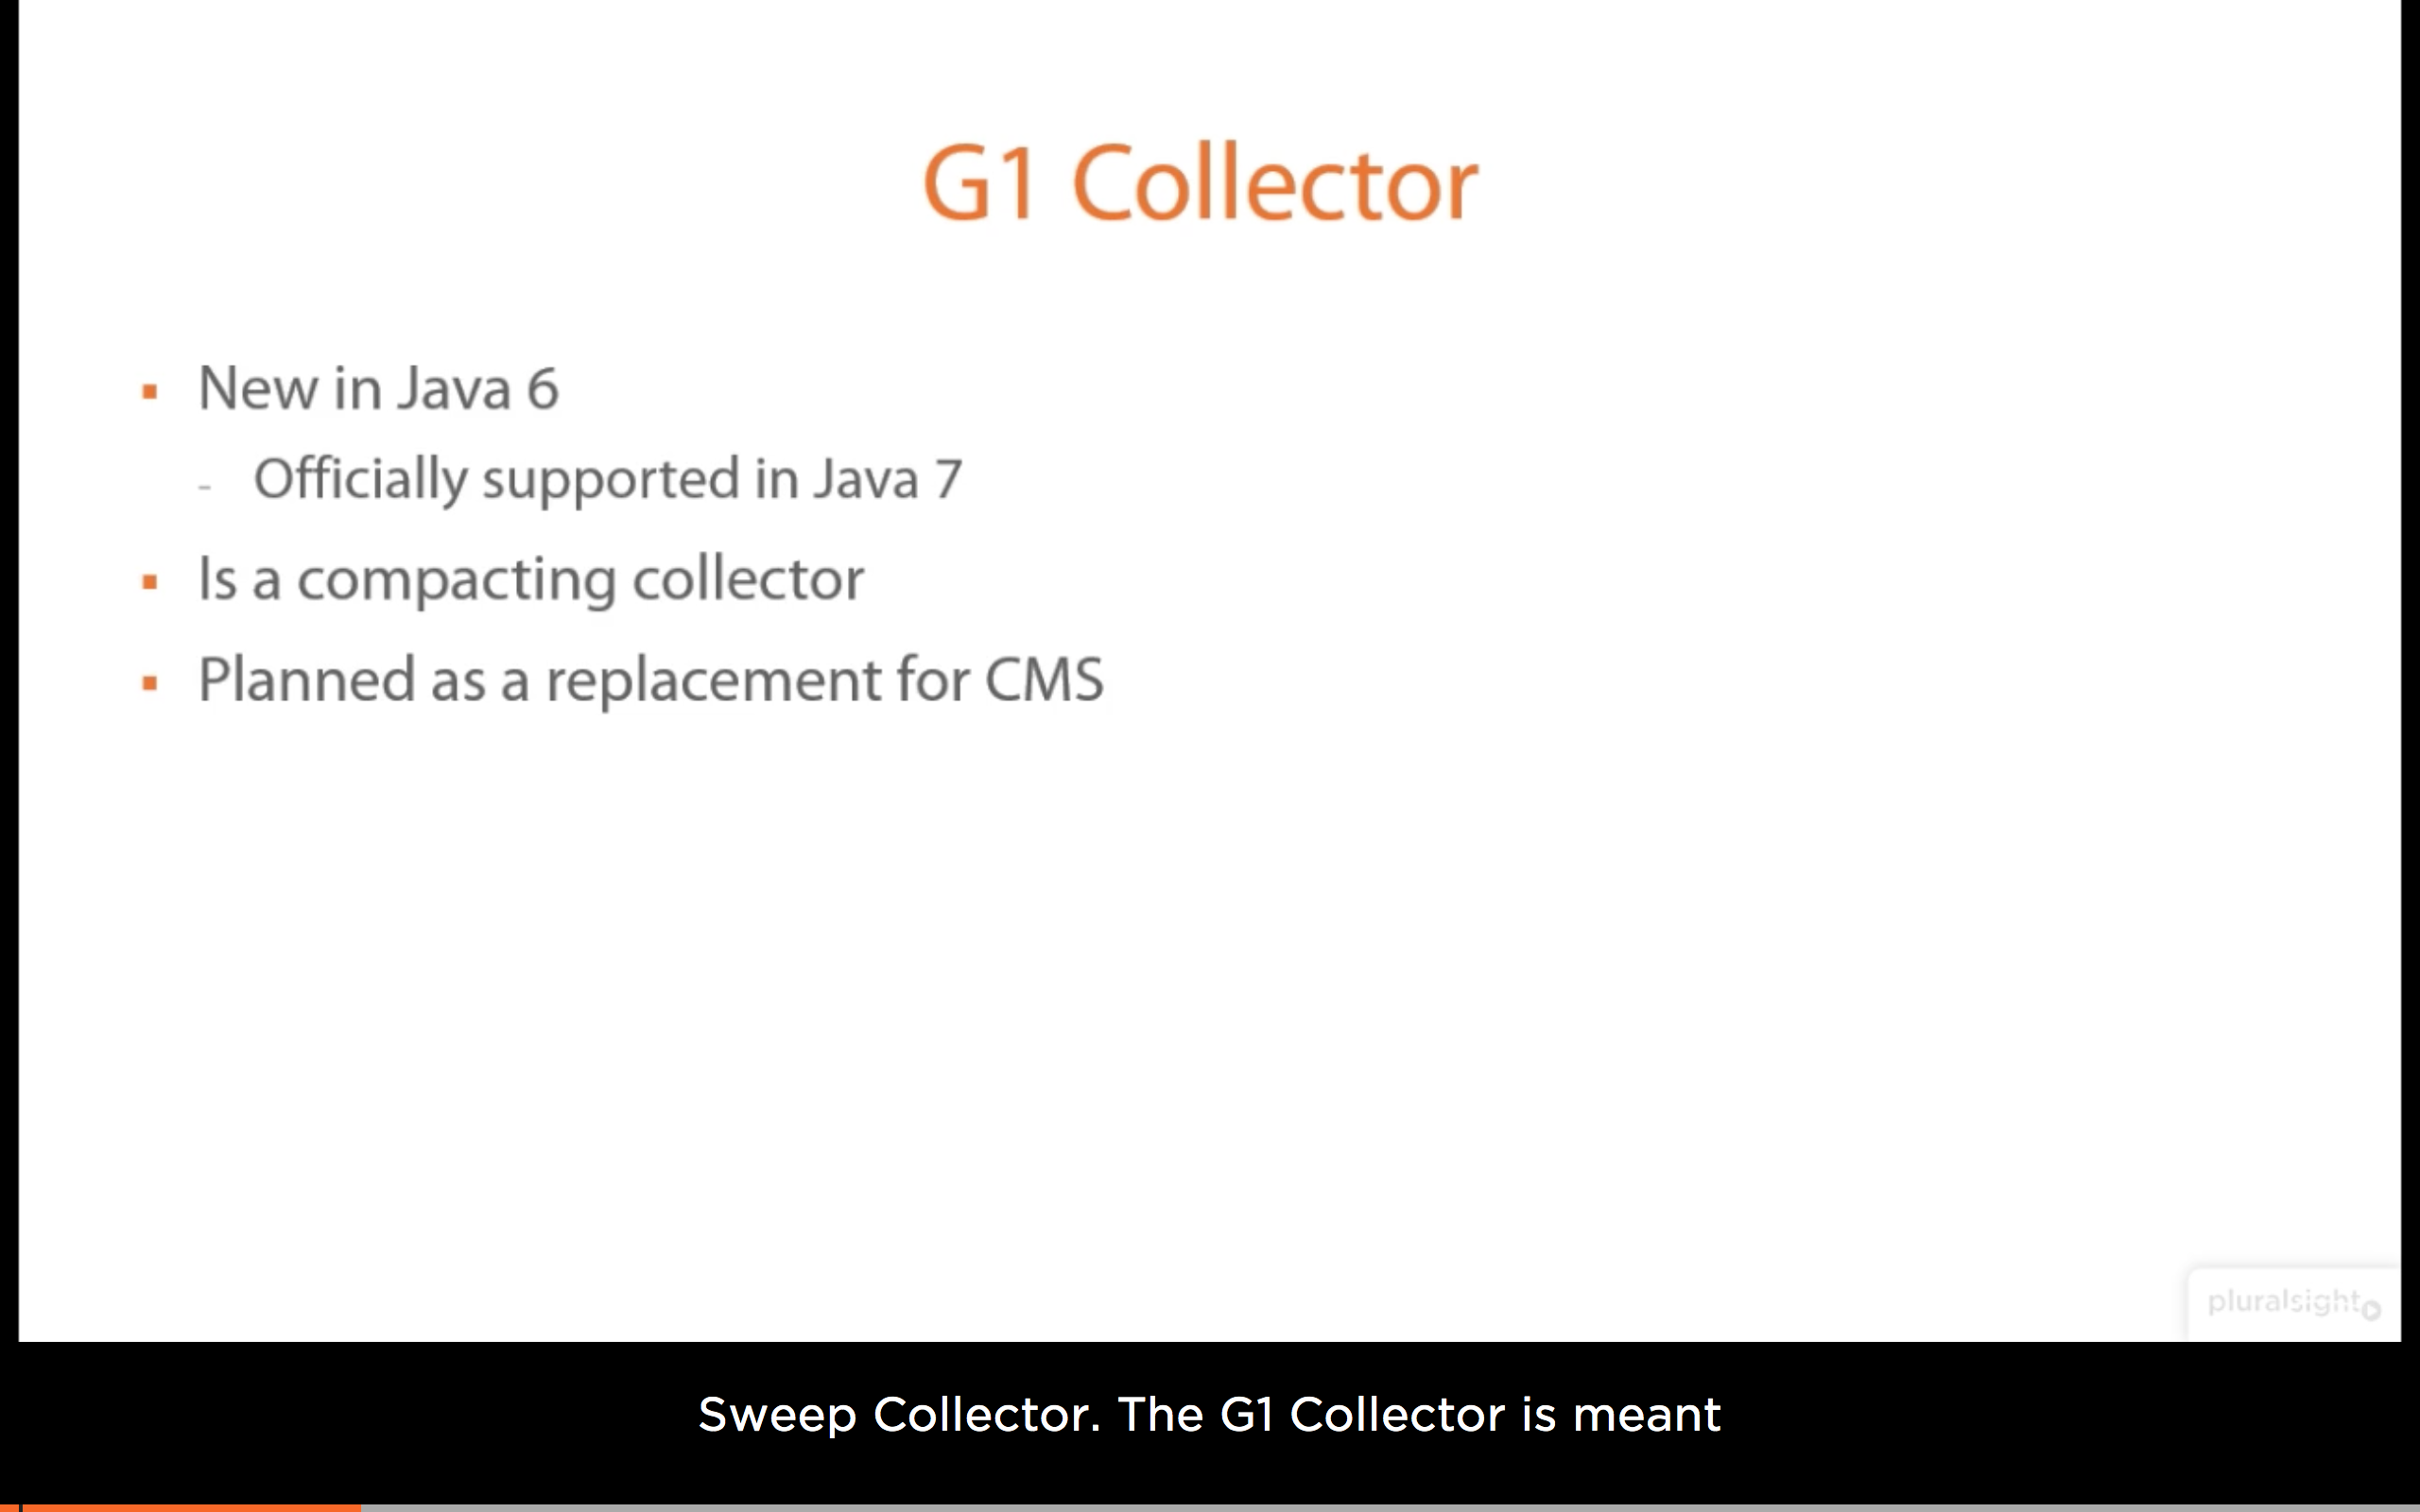 G1 Collector
New in Java 6
- Officially supported in Java 7
Is a compacting collector
Planned as a replacement for CMS
pluralsight
Sweep Collector. The G1 Collector is meant